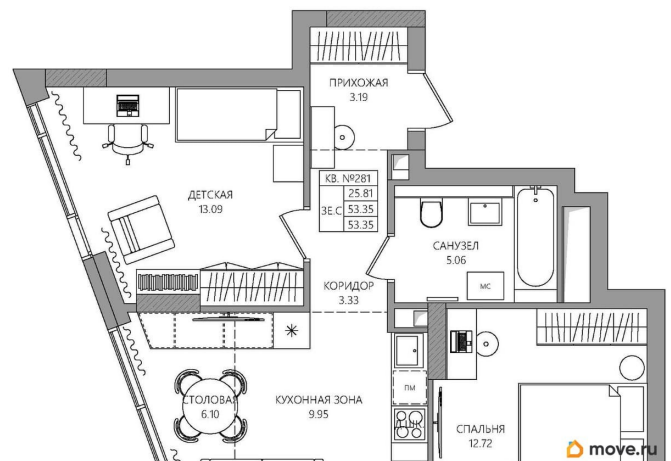 ПРИХОЖАЯ
3.19
КВ. №281
3Е.С
25.81
53.35
53.35
ДЕТСКАЯ
13.09
САНУЗЕЛ
5.06
МС
КОРИДОР
3.33
СТОЛОВАЯ
6.10
КУХОННАЯ ЗОНА
9.95
ПМ
СПАЛЬНЯ
12.72
move.ru